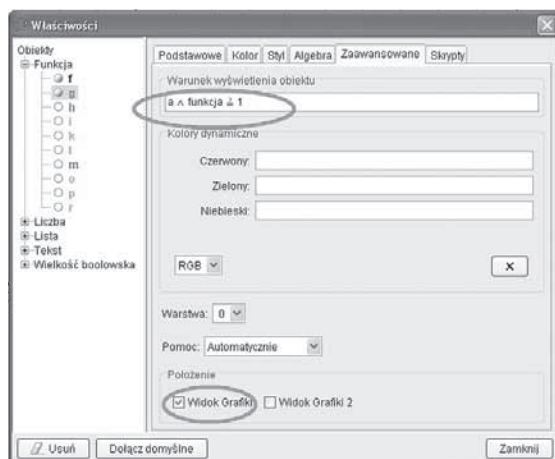 Właściwości
Obiekty
Funkcja
f
g
h
i
k
l
m
o
p
r
Liczba
Lista
Tekst
Wielkość boolowska
Podstawowe Kolor Styl Algebra Zaawansowane Skrypty
Warunek wyświetlenia obiektu
a ∧ funkcja ≟ 1
Kolory dynamiczne
Czerwony:
Zielony:
Niebieski:
RGB
x
Warstwa: 0
Pomoc: Automatycznie
Położenie
Widok Grafiki Widok Grafiki 2
Usuń Dołącz domyślne Zamknij